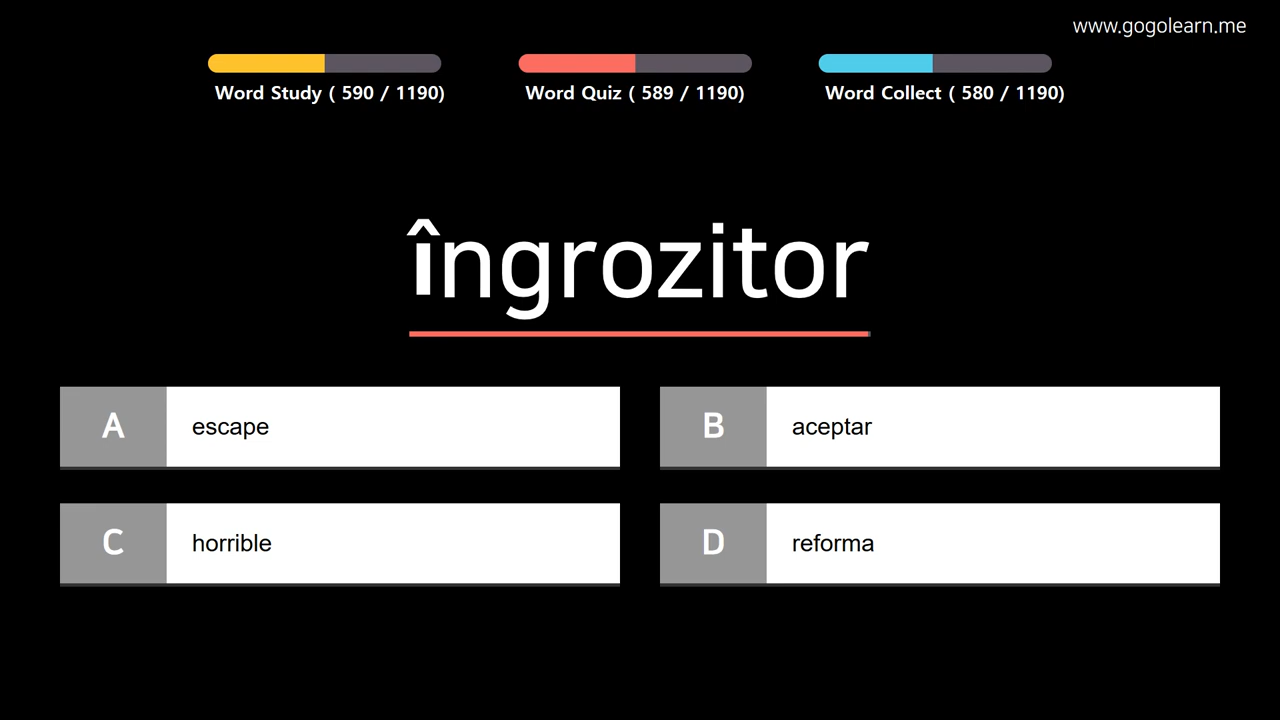 www.gogolearn.me
Word Study ( 590 / 1190)
Word Quiz ( 589 / 1190)
Word Collect ( 580 / 1190)
îngrozitor
A escape
B aceptar
C horrible
D reforma